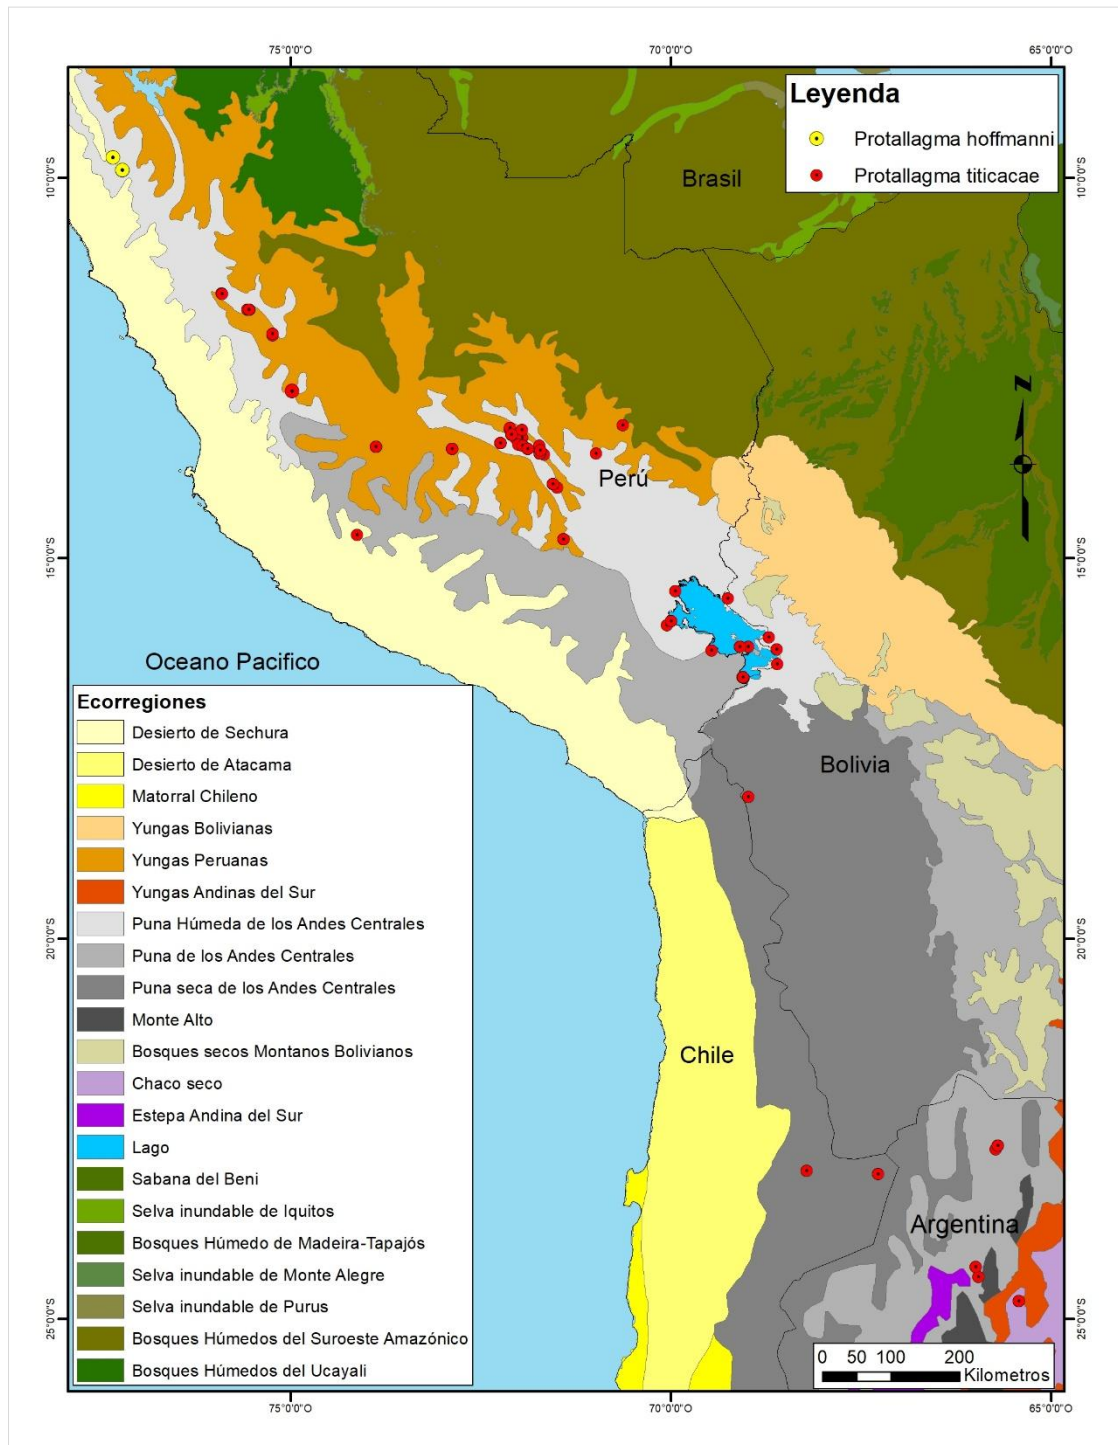 75°0'0"O
70°0'0"O
65°0'0"O
Leyenda
Protallagma hoffmanni
Protallagma titicacae
10°0'0"S
10°0'0"S
Brasil
N
Perú
15°0'0"S
15°0'0"S
Oceano Pacifico
Ecorregiones
Desierto de Sechura
Desierto de Atacama
Matorral Chileno
Yungas Bolivianas
Yungas Peruanas
Yungas Andinas del Sur
Puna Húmeda de los Andes Centrales
Puna de los Andes Centrales
Puna seca de los Andes Centrales
Monte Alto
Bosques secos Montanos Bolivianos
Chaco seco
Estepa Andina del Sur
Lago
Sabana del Beni
Selva inundable de Iquitos
Bosques Húmedo de Madeira-Tapajós
Selva inundable de Monte Alegre
Selva inundable de Purus
Bosques Húmedos del Suroeste Amazónico
Bosques Húmedos del Ucayali
Bolivia
20°0'0"S
20°0'0"S
Chile
Argentina
25°0'0"S
25°0'0"S
0 50 100 200
Kilometros
75°0'0"O
70°0'0"O
65°0'0"O